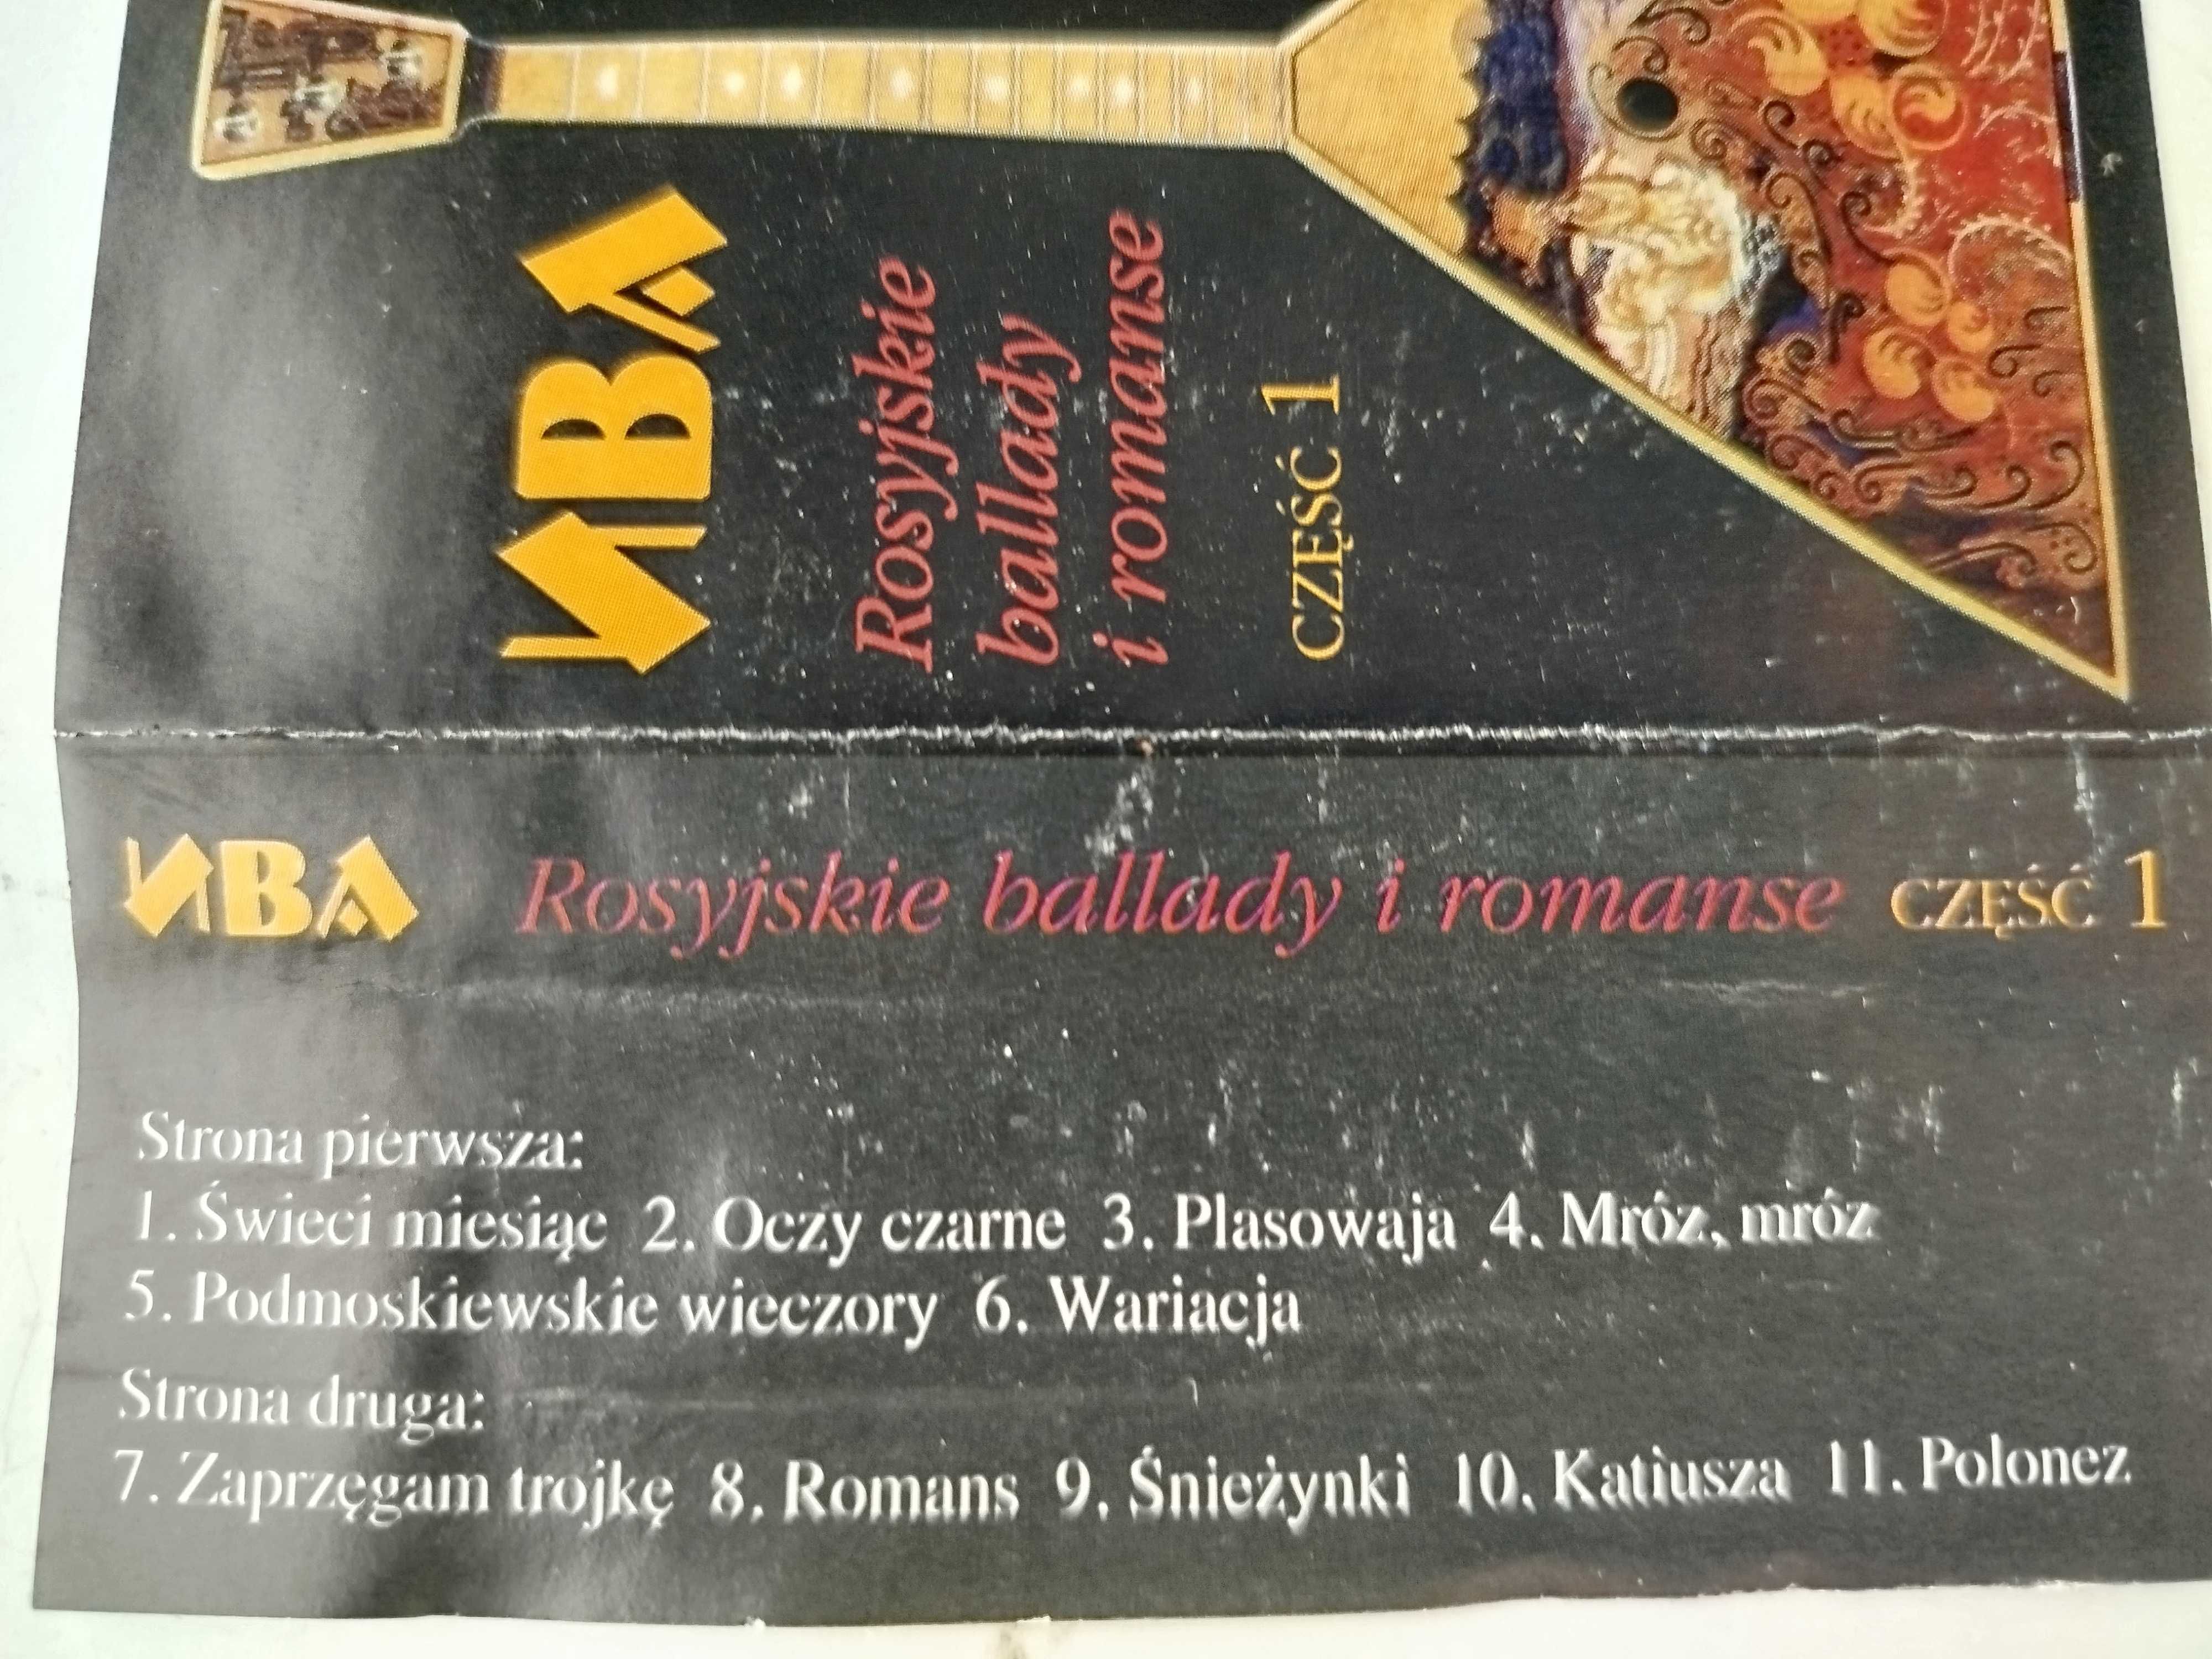 ИВА
Rosyjskie
ballady
i romanse
CZĘŚĆ 1
ИВА Rosyjskie ballady i romanse CZĘŚĆ 1
Strona pierwsza:
1. Świeci miesiąc 2. Oczy czarne 3. Plasowaja 4. Mróz, mróz
5. Podmoskiewskie wieczory 6. Wariacja
Strona druga:
7. Zaprzęgam trojkę 8. Romans 9. Śnieżynki 10. Katiusza 11. Polonez